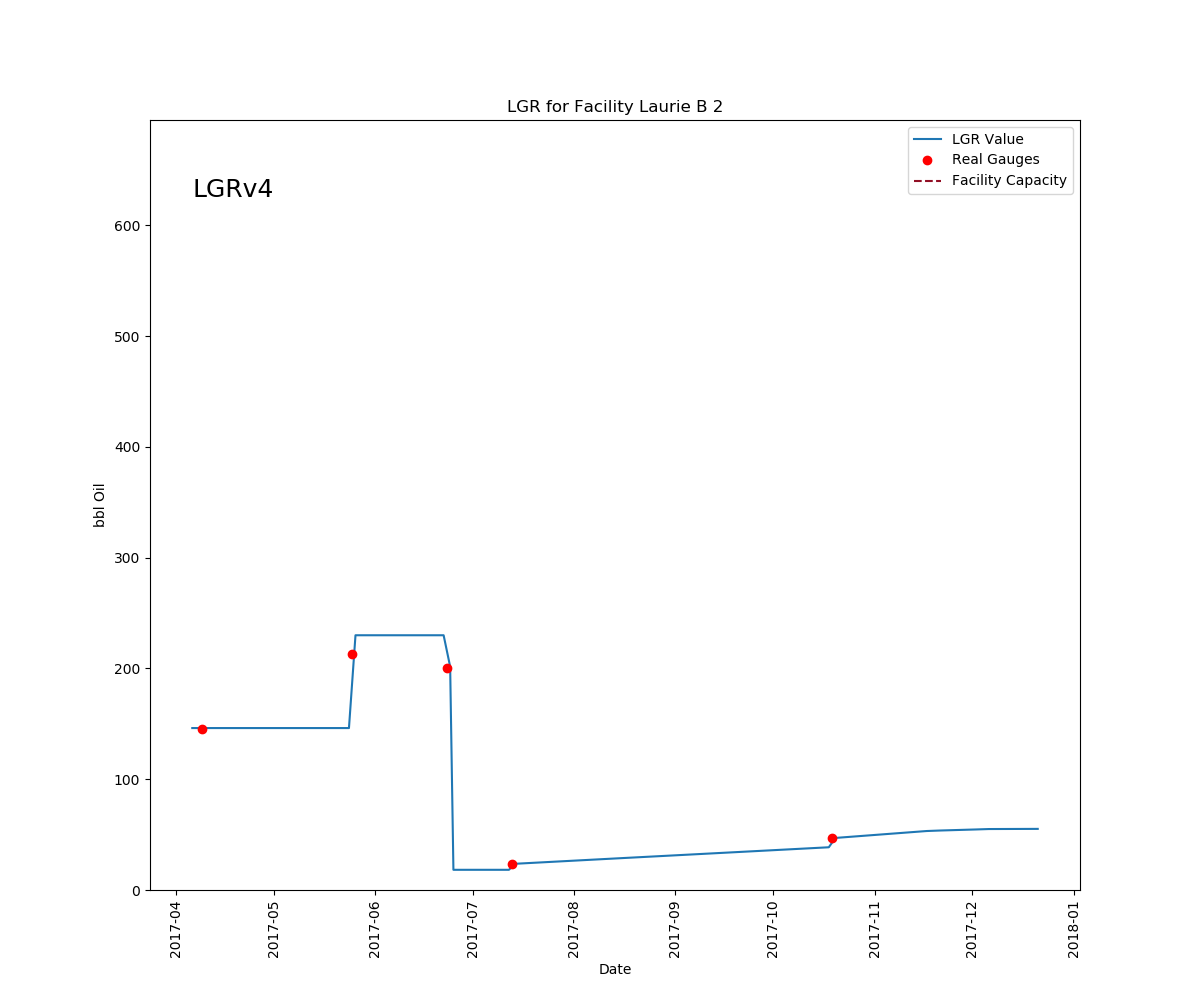 LGR for Facility Laurie B 2
LGR Value
Real Gauges
Facility Capacity
LGRv4
600
500
400
300
200
100
0
bbl Oil
2017-04
2017-05
2017-06
2017-07
2017-08
2017-09
2017-10
2017-11
2017-12
2018-01
Date